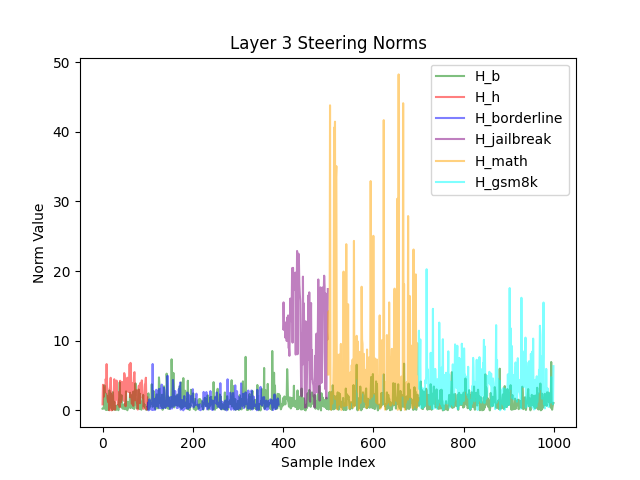 Layer 3 Steering Norms
50
40
30
20
10
0
Norm Value
H_b
H_h
H_borderline
H_jailbreak
H_math
H_gsm8k
0 200 400 600 800 1000
Sample Index